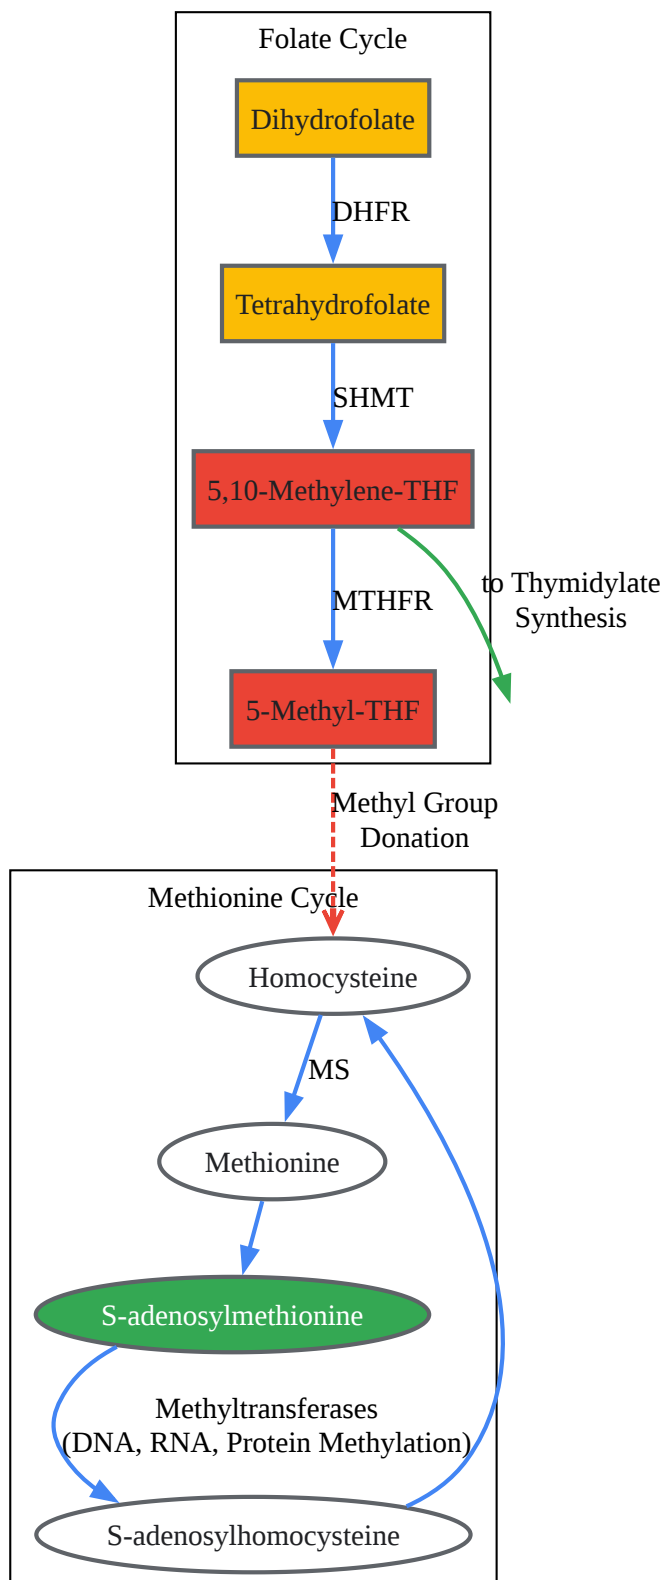 Folate Cycle
Dihydrofolate
DHFR
Tetrahydrofolate
SHMT
5,10-Methylene-THF
to Thymidylate
Synthesis
MTHFR
5-Methyl-THF
Methyl Group
Donation
Methionine Cycle
Homocysteine
MS
Methionine
S-adenosylmethionine
Methyltransferases
(DNA, RNA, Protein Methylation)
S-adenosylhomocysteine